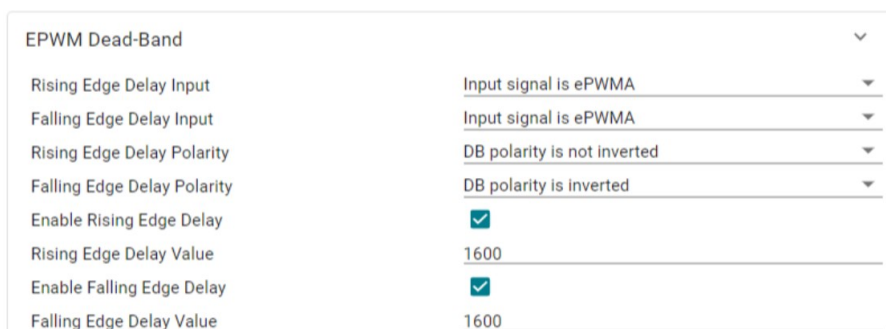 EPWM Dead-Band
Rising Edge Delay Input Input signal is ePWMA
Falling Edge Delay Input Input signal is ePWMA
Rising Edge Delay Polarity DB polarity is not inverted
Falling Edge Delay Polarity DB polarity is inverted
Enable Rising Edge Delay
Rising Edge Delay Value 1600
Enable Falling Edge Delay
Falling Edge Delay Value 1600